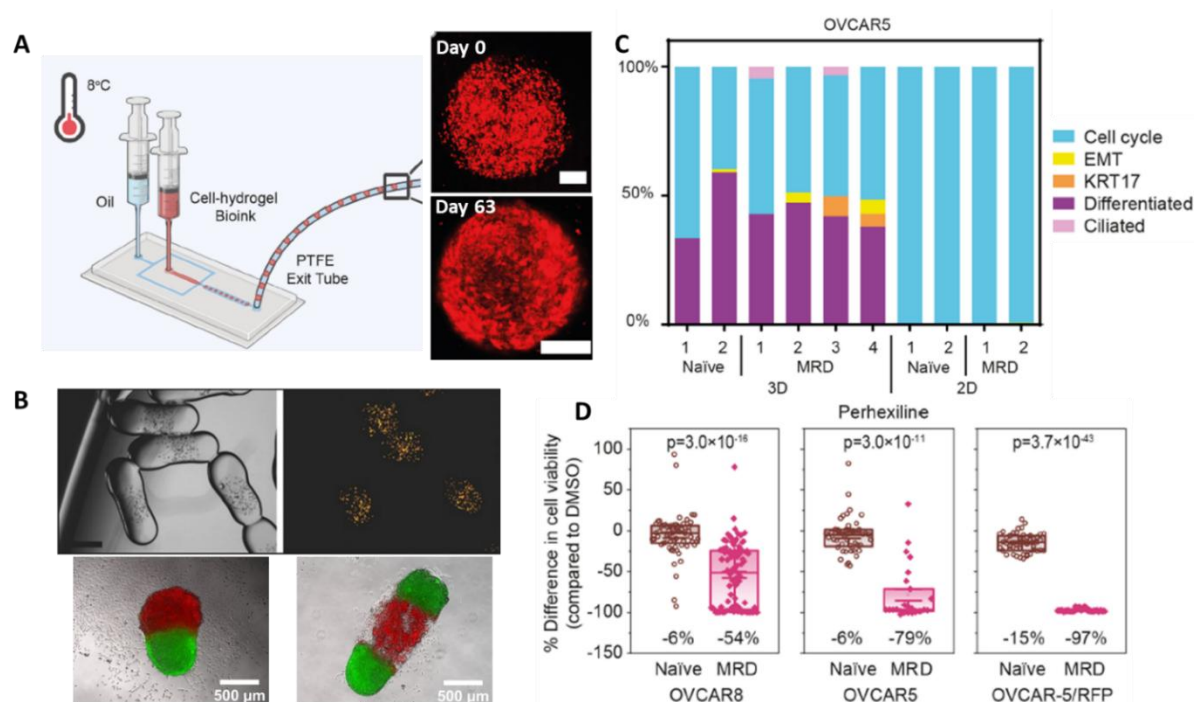 A
8°C
Oil
Cell-hydrogel
Bioink
PTFE
Exit Tube
Day 0
Day 63
B
500 µm
500 µm
C
OVCAR5
100%
50%
0%
1 2 1 2 3 4 1 2 1 2
Naïve MRD Naïve MRD
3D 2D
Cell cycle
EMT
KRT17
Differentiated
Ciliated
D
Perhexiline
% Difference in cell viability
(compared to DMSO)
100
50
0
-50
-100
-150
p=3.0×10⁻¹⁶
p=3.0×10⁻¹¹
p=3.7×10⁻⁴³
-6% -54% -6% -79% -15% -97%
Naïve MRD Naïve MRD Naïve MRD
OVCAR8 OVCAR5 OVCAR-5/RFP